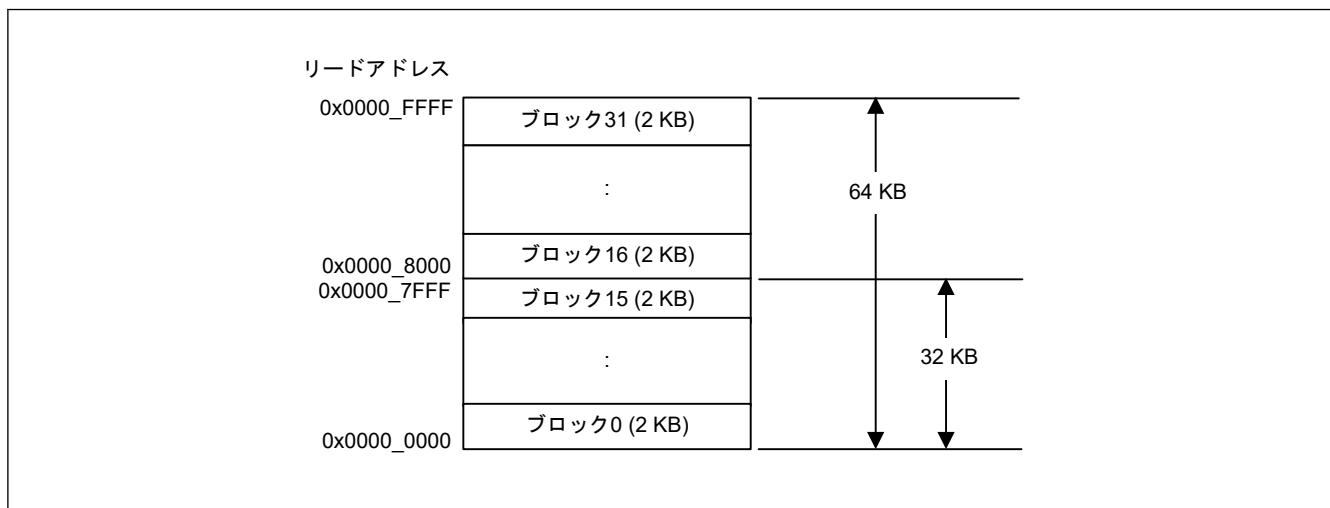 リードアドレス
0x0000_FFFF
ブロック31 (2 KB)
:
64 KB
ブロック16 (2 KB)
0x0000_8000
0x0000_7FFF
ブロック15 (2 KB)
:
32 KB
ブロック0 (2 KB)
0x0000_0000